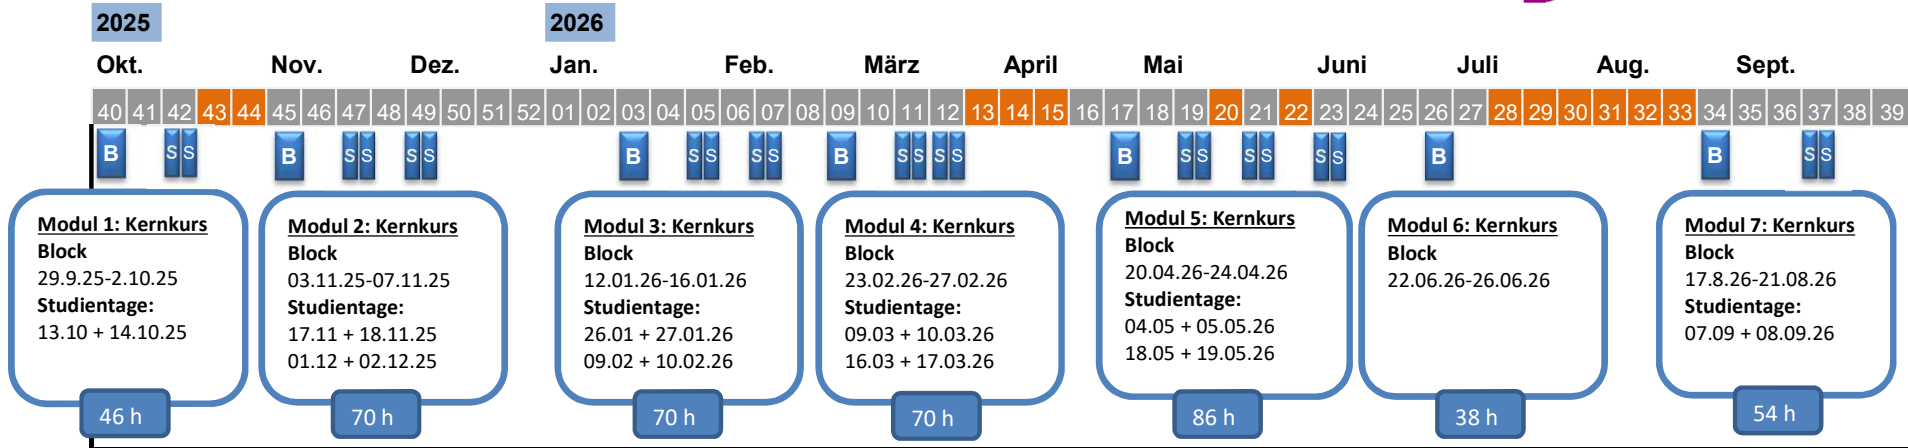 2025 2026
Okt. Nov. Dez. Jan. Feb. März April Mai Juni Juli Aug. Sept.
40 41 42 43 44 45 46 47 48 49 50 51 52 01 02 03 04 05 06 07 08 09 10 11 12 13 14 15 16 17 18 19 20 21 22 23 24 25 26 27 28 29 30 31 32 33 34 35 36 37 38 39
B S S B S S S S B S S S S B S S S S B S S S S S S B B S S
Modul 1: Kernkurs
Block
29.9.25-2.10.25
Studientage:
13.10 + 14.10.25
46 h
Modul 2: Kernkurs
Block
03.11.25-07.11.25
Studientage:
17.11 + 18.11.25
01.12 + 02.12.25
70 h
Modul 3: Kernkurs
Block
12.01.26-16.01.26
Studientage:
26.01 + 27.01.26
09.02 + 10.02.26
70 h
Modul 4: Kernkurs
Block
23.02.26-27.02.26
Studientage:
09.03 + 10.03.26
16.03 + 17.03.26
70 h
Modul 5: Kernkurs
Block
20.04.26-24.04.26
Studientage:
04.05 + 05.05.26
18.05 + 19.05.26
86 h
Modul 6: Kernkurs
Block
22.06.26-26.06.26
38 h
Modul 7: Kernkurs
Block
17.8.26-21.08.26
Studientage:
07.09 + 08.09.26
54 h